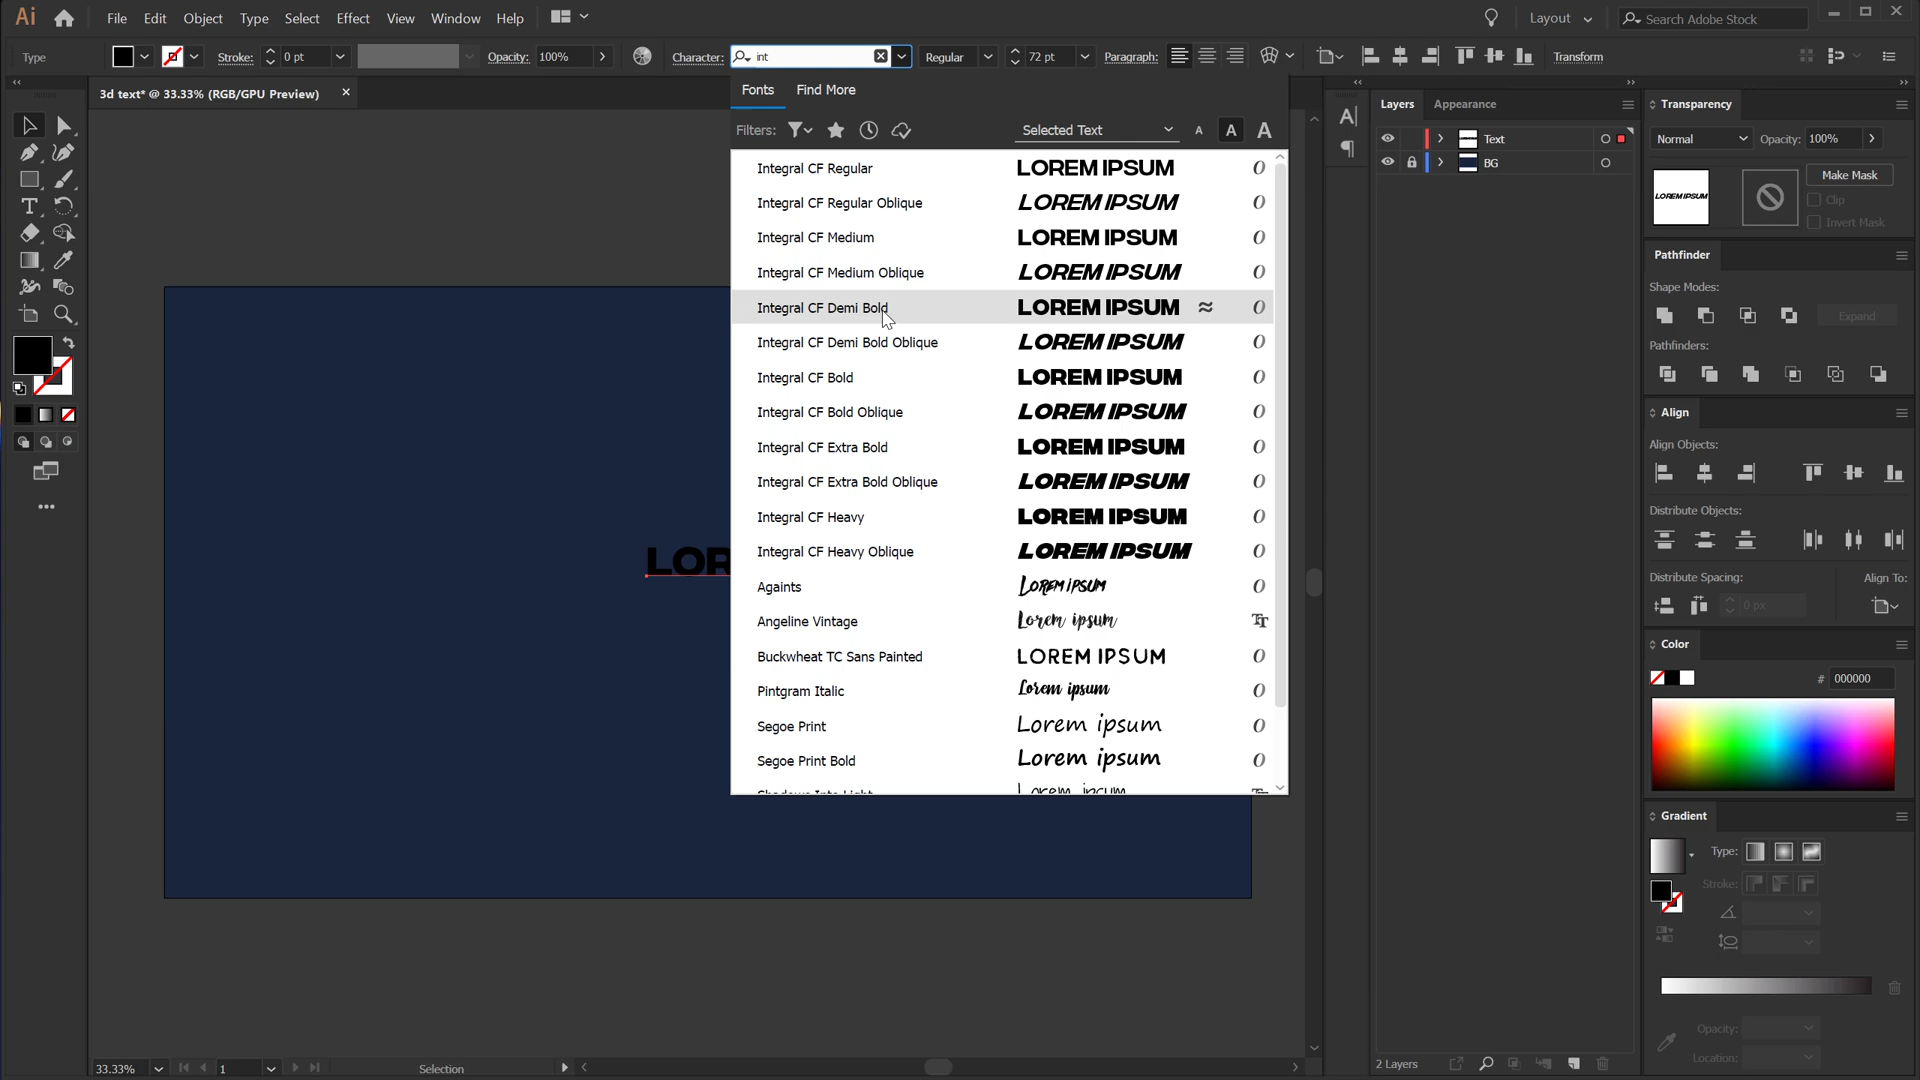 Ai File Edit Object Type Select Effect View Window Help Layout Search Adobe Stock
Type Stroke: 0 pt Opacity: 100% Character: int Regular 72 pt Paragraph: Transform
3d text* @ 33.33% (RGB/GPU Preview)
Fonts Find More
Filters: Selected Text A A A
Integral CF Regular LOREM IPSUM O
Integral CF Regular Oblique LOREM IPSUM O
Integral CF Medium LOREM IPSUM O
Integral CF Medium Oblique LOREM IPSUM O
Integral CF Demi Bold LOREM IPSUM ≈ O
Integral CF Demi Bold Oblique LOREM IPSUM O
Integral CF Bold LOREM IPSUM O
Integral CF Bold Oblique LOREM IPSUM O
Integral CF Extra Bold LOREM IPSUM O
Integral CF Extra Bold Oblique LOREM IPSUM O
Integral CF Heavy LOREM IPSUM O
Integral CF Heavy Oblique LOREM IPSUM O
Againts Lorem ipsum O
Angeline Vintage Lorem ipsum TT
Buckwheat TC Sans Painted LOREM IPSUM O
Pintgram Italic Lorem ipsum O
Segoe Print Lorem ipsum O
Segoe Print Bold Lorem ipsum O
Shadows Into Light Lorem ipsum
LOR
Layers Appearance
Text
BG
2 Layers
Transparency
Normal Opacity: 100%
LOREM IPSUM
Make Mask
Clip
Invert Mask
Pathfinder
Shape Modes:
Expand
Pathfinders:
Align
Align Objects:
Distribute Objects:
Distribute Spacing: Align To:
0 px
Color
# 000000
Gradient
Type:
Stroke:
Opacity:
Location:
33.33% 1 Selection